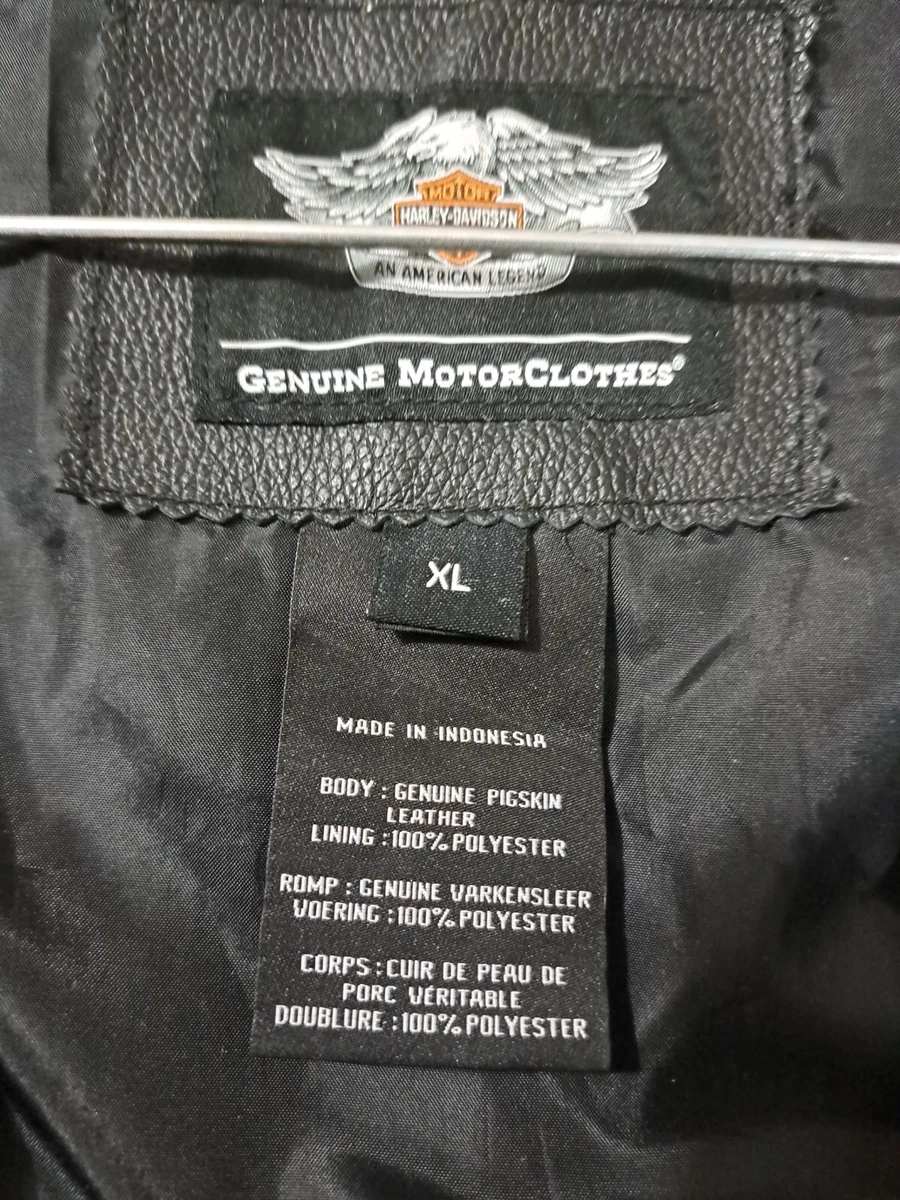 MOTOR
HARLEY-DAVIDSON
AN AMERICAN LEGEND
GENUINE MOTORCLOTHES®
XL
MADE IN INDONESIA
BODY : GENUINE PIGSKIN
LEATHER
LINING :100% POLYESTER
ROMP : GENUINE VARKENSLEER
VOERING :100% POLYESTER
CORPS : CUIR DE PEAU DE
PORC VÉRITABLE
DOUBLURE :100% POLYESTER